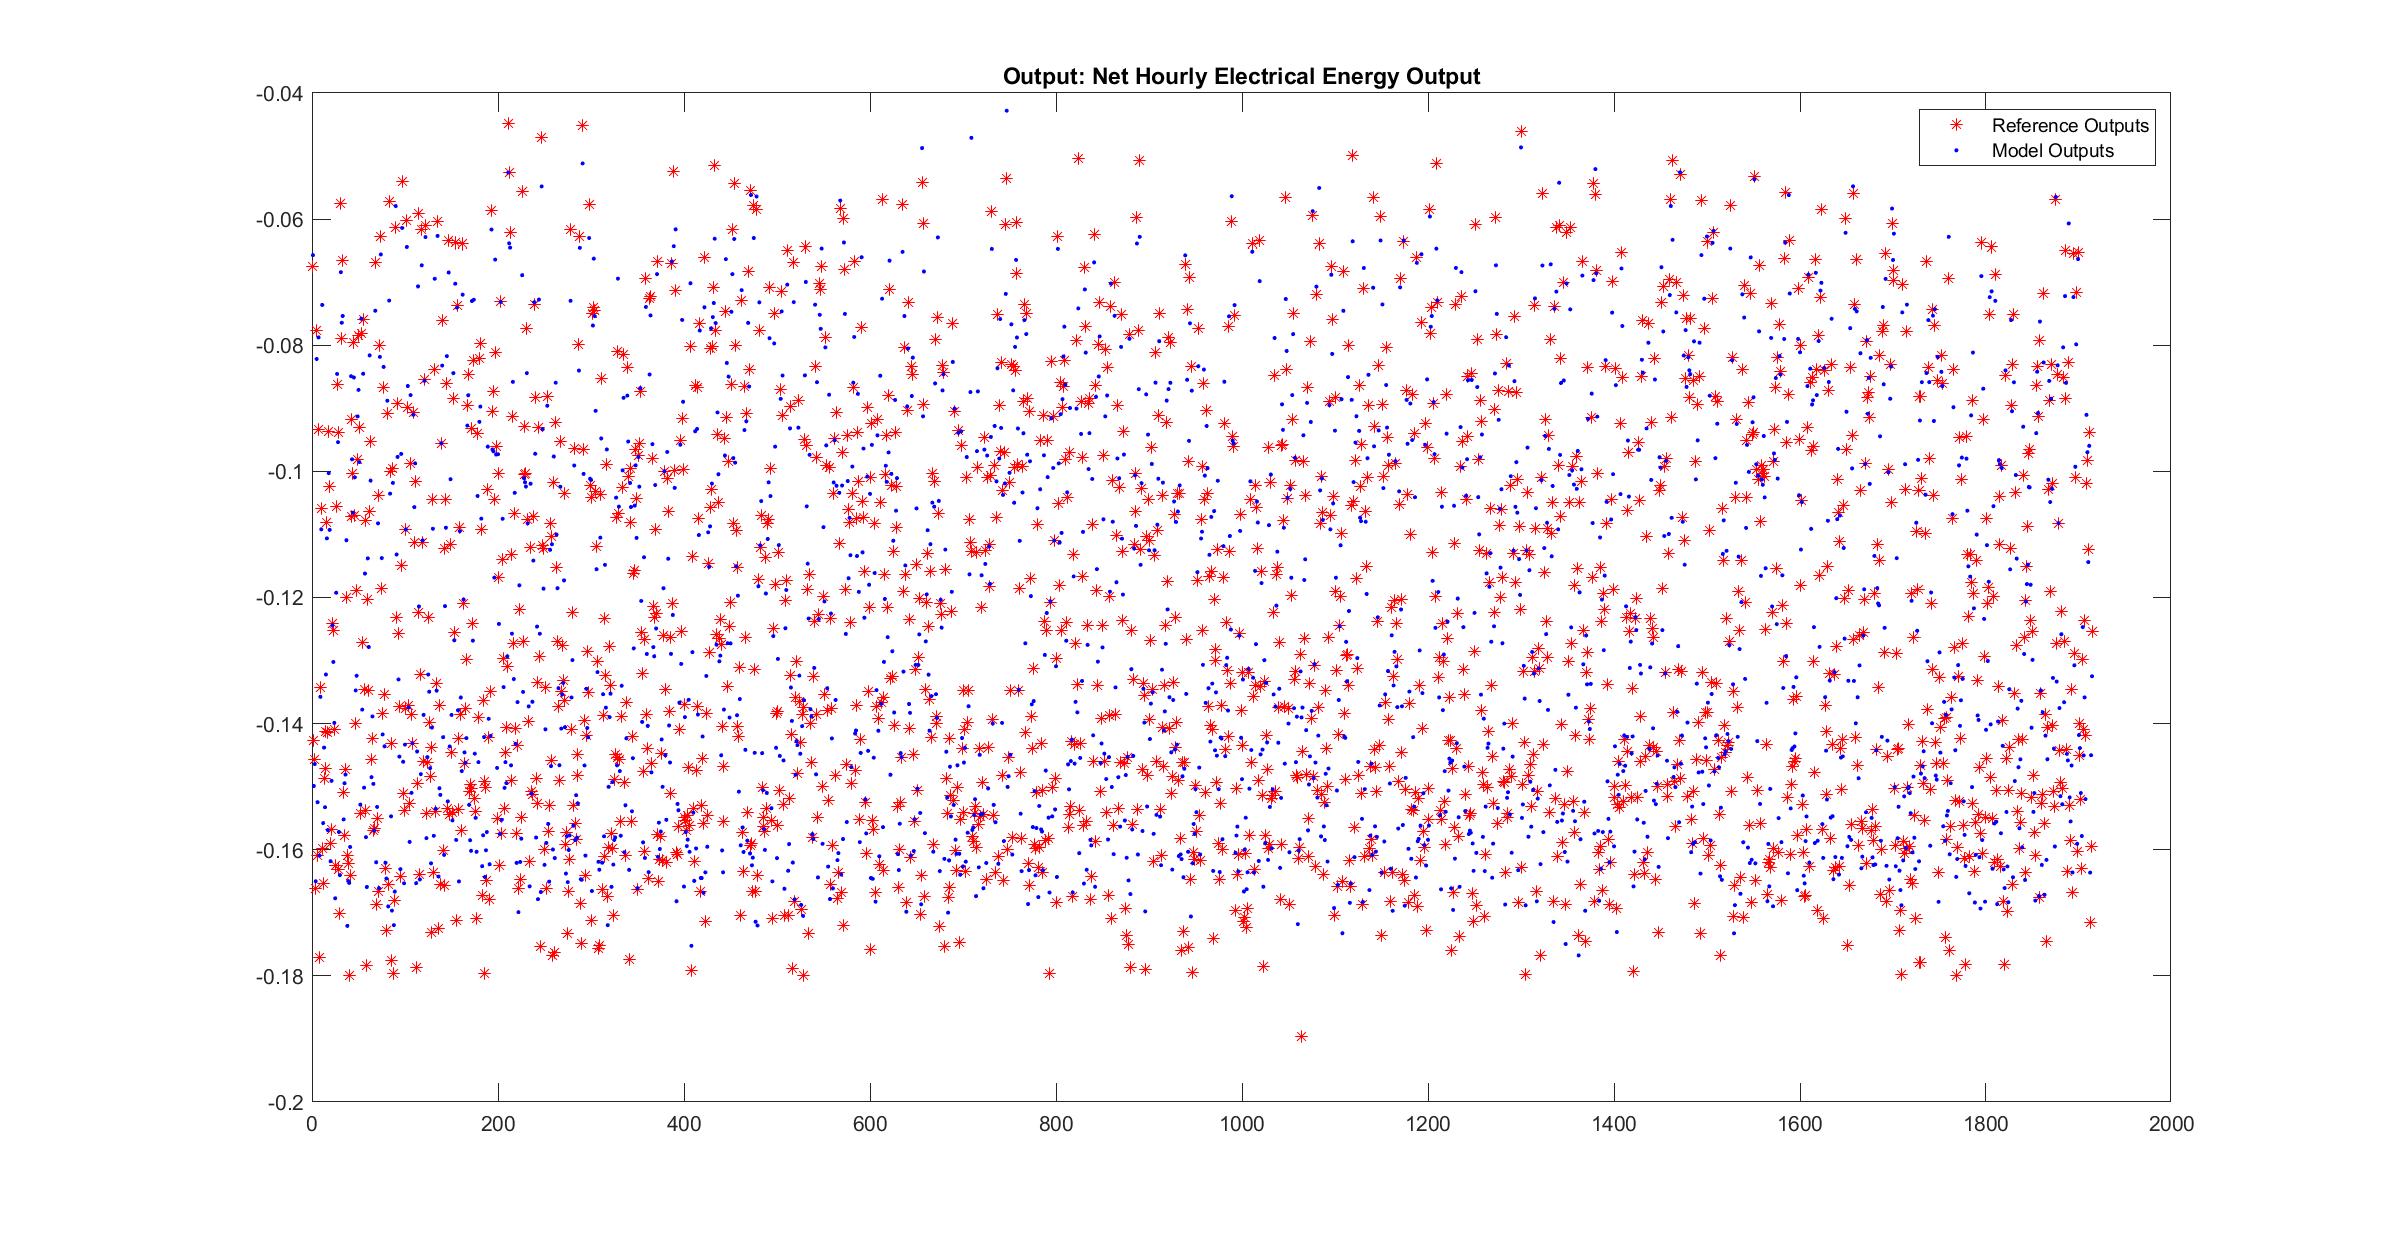 Output: Net Hourly Electrical Energy Output
Reference Outputs
Model Outputs
-0.04
-0.06
-0.08
-0.1
-0.12
-0.14
-0.16
-0.18
-0.2
0 200 400 600 800 1000 1200 1400 1600 1800 2000